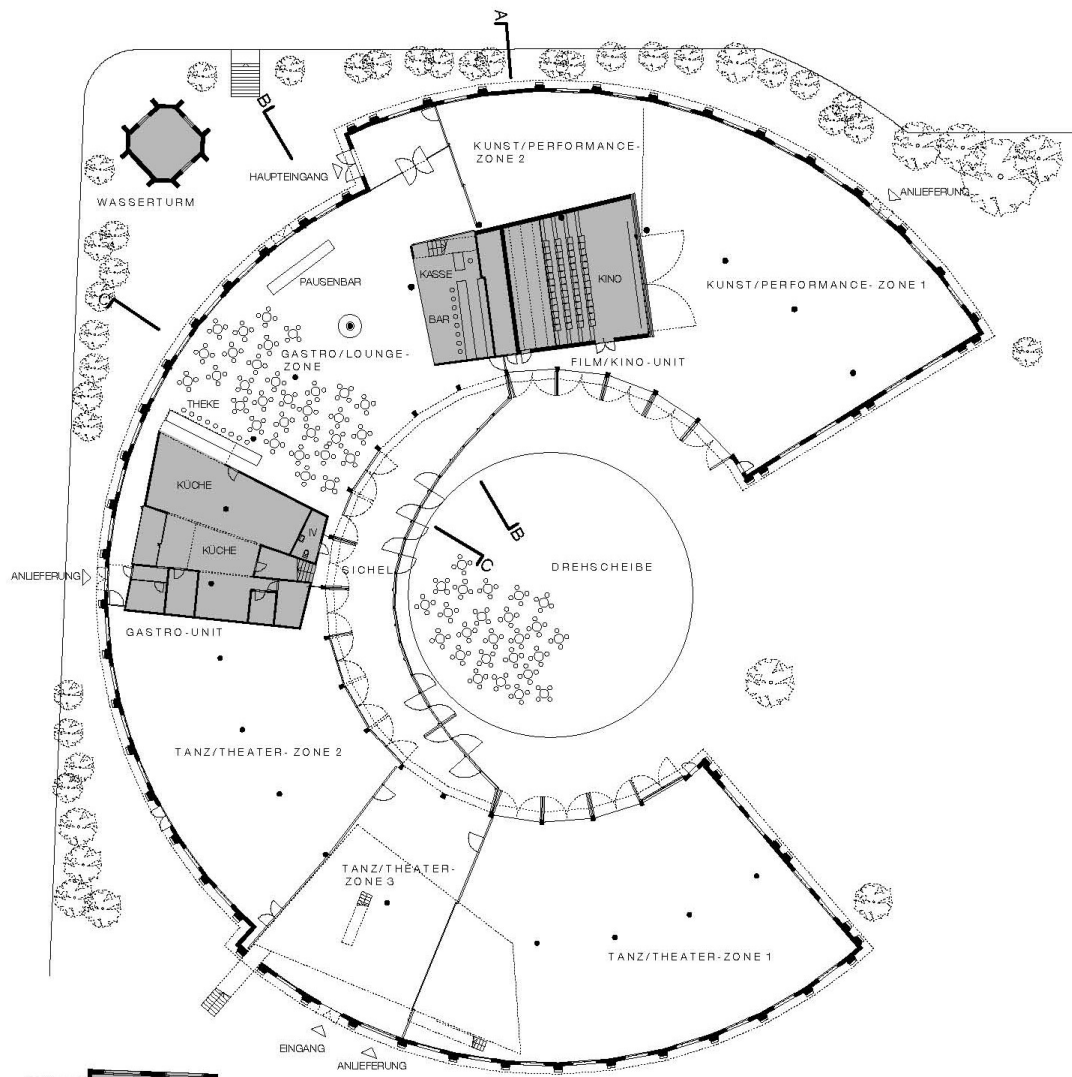 A
B
KUNST/PERFORMANCE-
ZONE 2
HAUPTEINGANG
ANLIEFERUNG
WASSERTURM
KASSE
KINO
PAUSENBAR
KUNST/PERFORMANCE- ZONE 1
C
BAR
GASTRO/LOUNGE-
ZONE
FILM/KINO-UNIT
THEKE
KÜCHE
IV
B
KÜCHE
C
SICHEL
DREHSCHEIBE
ANLIEFERUNG
GASTRO-UNIT
TANZ/THEATER- ZONE 2
TANZ/THEATER-
ZONE 3
TANZ/THEATER-ZONE 1
EINGANG
ANLIEFERUNG